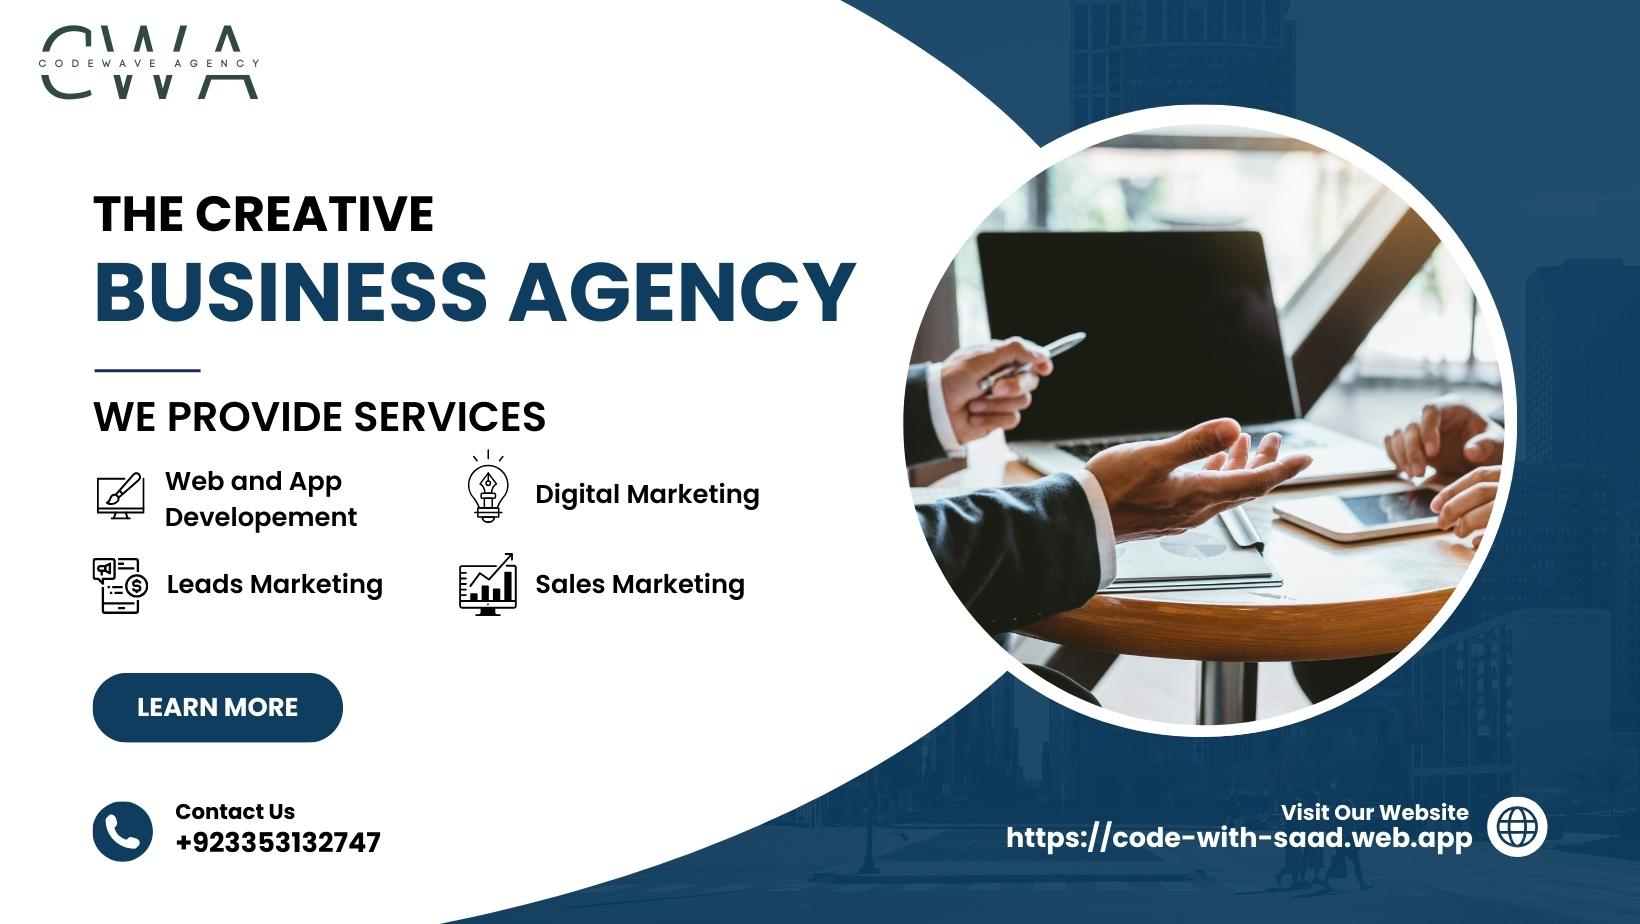 CWA
CODEWAVE AGENCY
THE CREATIVE
BUSINESS AGENCY
WE PROVIDE SERVICES
Web and App
Developement
Digital Marketing
Leads Marketing
Sales Marketing
LEARN MORE
Contact Us
+923353132747
Visit Our Website
https://code-with-saad.web.app